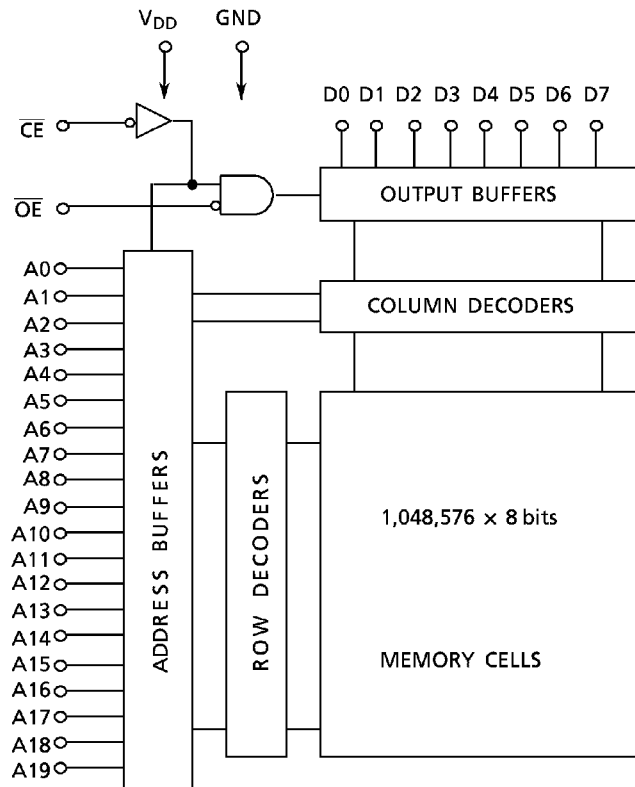 VDD GND
D0 D1 D2 D3 D4 D5 D6 D7
CE
OE
OUTPUT BUFFERS
A0
A1
A2
A3
A4
A5
A6
A7
A8
A9
A10
A11
A12
A13
A14
A15
A16
A17
A18
A19
ADDRESS BUFFERS
COLUMN DECODERS
ROW DECODERS
1,048,576 × 8 bits
MEMORY CELLS